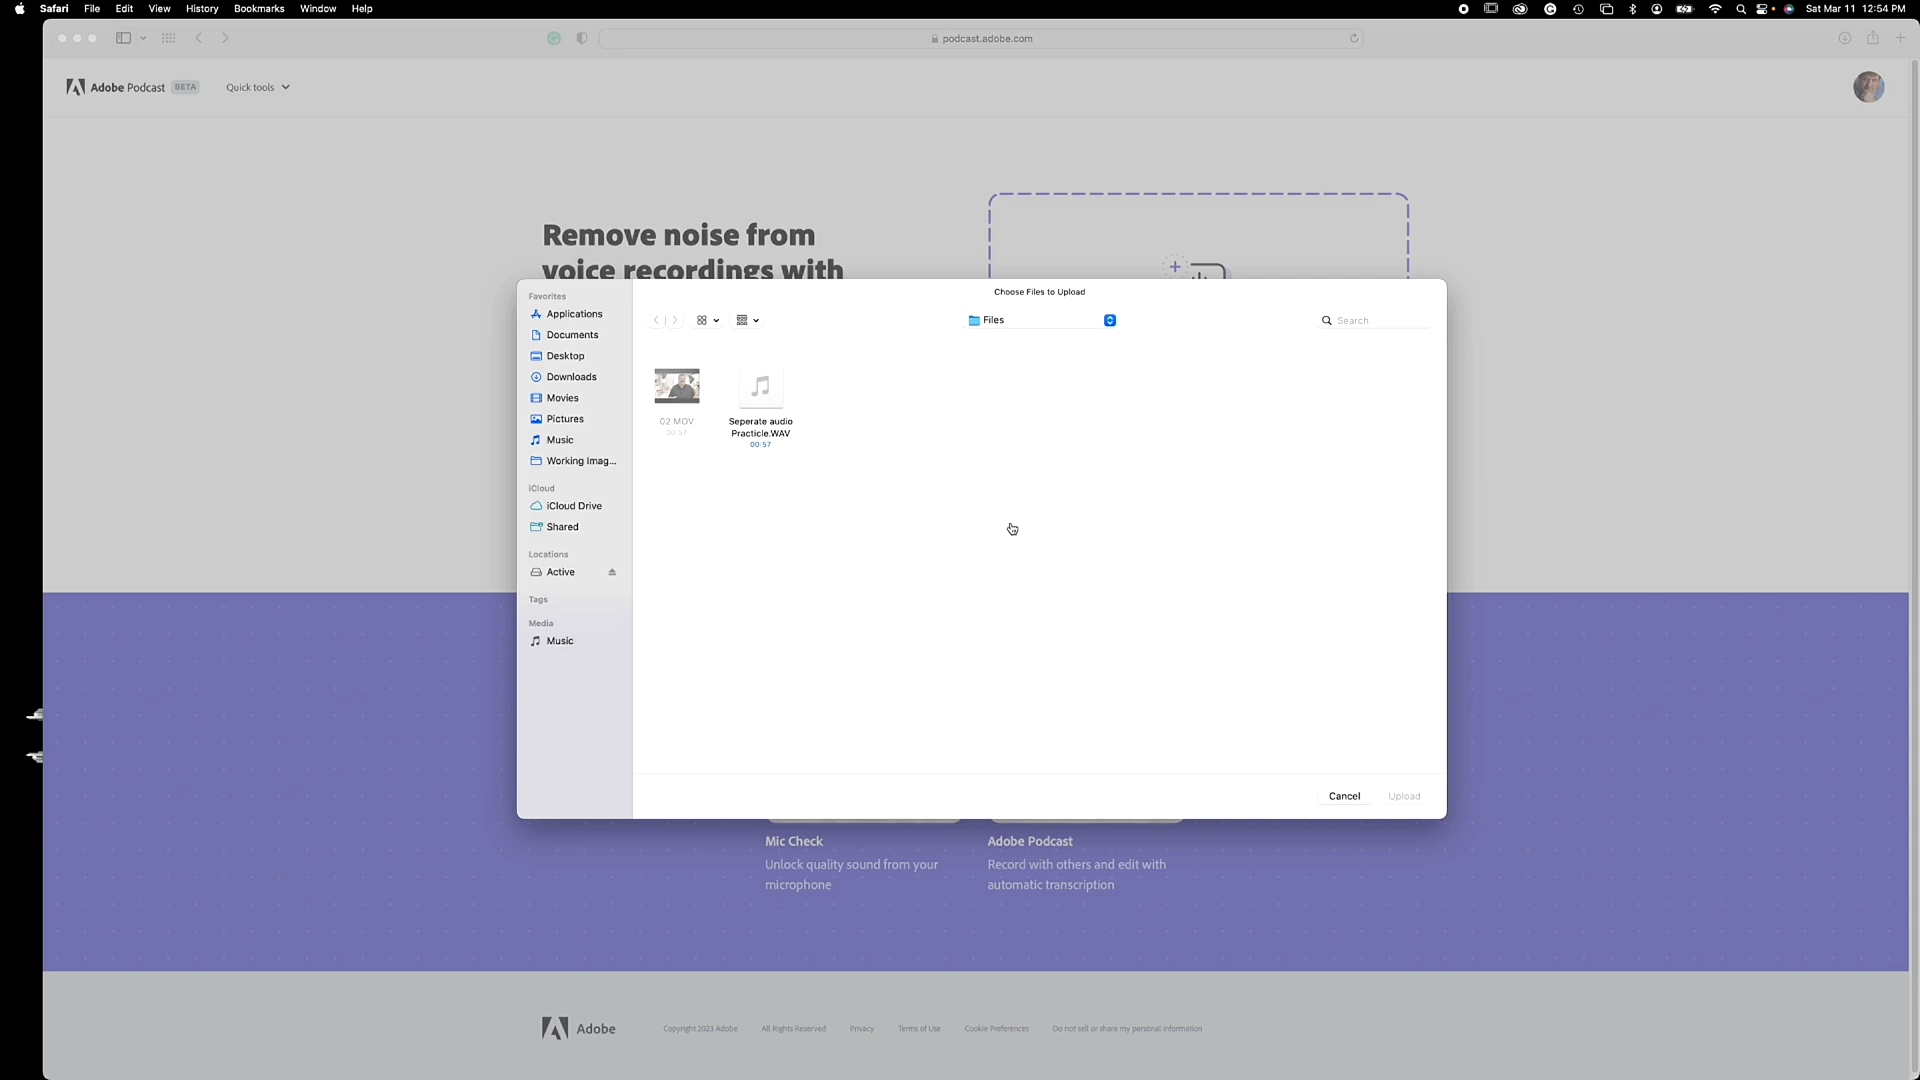 Safari File Edit View History Bookmarks Window Help
Sat Mar 11 12:54 PM
podcast.adobe.com
Adobe Podcast BETA
Quick tools
Remove noise from
voice recordings with
Choose Files to Upload
Files
Search
Favorites
Applications
Documents
Desktop
Downloads
Movies
Pictures
Music
Working Imag...
iCloud
iCloud Drive
Shared
Locations
Active
Tags
Media
Music
02.MOV
00:57
Seperate audio
Practicle.WAV
00:57
Cancel
Upload
Mic Check
Unlock quality sound from your
microphone
Adobe Podcast
Record with others and edit with
automatic transcription
Adobe
Copyright 2023 Adobe
All Rights Reserved
Privacy
Terms of Use
Cookie Preferences
Do not sell or share my personal information